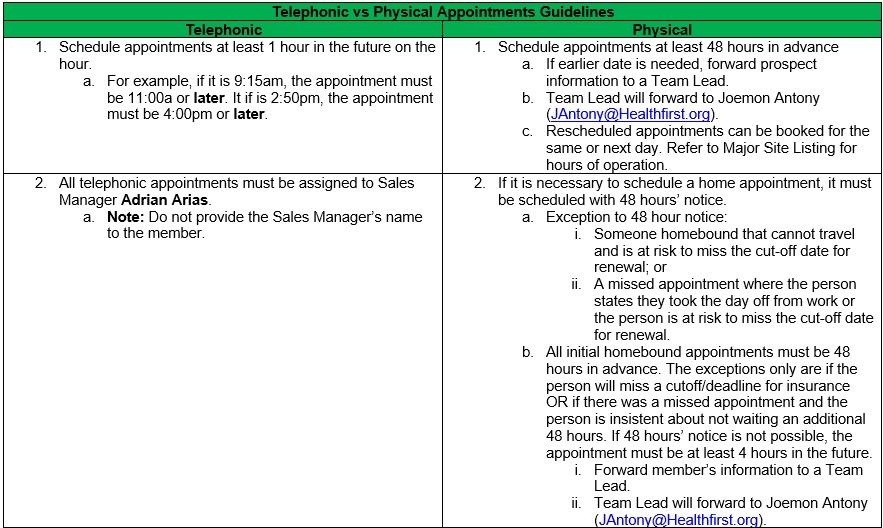 Telephonic vs Physical Appointments Guidelines
Telephonic
Physical
1. Schedule appointments at least 1 hour in the future on the
hour.
a. For example, if it is 9:15am, the appointment must
be 11:00a or later. It if is 2:50pm, the appointment
must be 4:00pm or later.
1. Schedule appointments at least 48 hours in advance
a. If earlier date is needed, forward prospect
information to a Team Lead.
b. Team Lead will forward to Joemon Antony
(JAntony@Healthfirst.org).
c. Rescheduled appointments can be booked for the
same or next day. Refer to Major Site Listing for
hours of operation.
2. All telephonic appointments must be assigned to Sales
Manager Adrian Arias.
a. Note: Do not provide the Sales Manager's name
to the member.
2. If it is necessary to schedule a home appointment, it must
be scheduled with 48 hours' notice.
a. Exception to 48 hour notice:
i. Someone homebound that cannot travel
and is at risk to miss the cut-off date for
renewal; or
ii. A missed appointment where the person
states they took the day off from work or
the person is at risk to miss the cut-off date
for renewal.
b. All initial homebound appointments must be 48
hours in advance. The exceptions only are if the
person will miss a cutoff/deadline for insurance
OR if there was a missed appointment and the
person is insistent about not waiting an additional
48 hours. If 48 hours' notice is not possible, the
appointment must be at least 4 hours in the future.
i. Forward member's information to a Team
Lead.
ii. Team Lead will forward to Joemon Antony
(JAntony@Healthfirst.org).